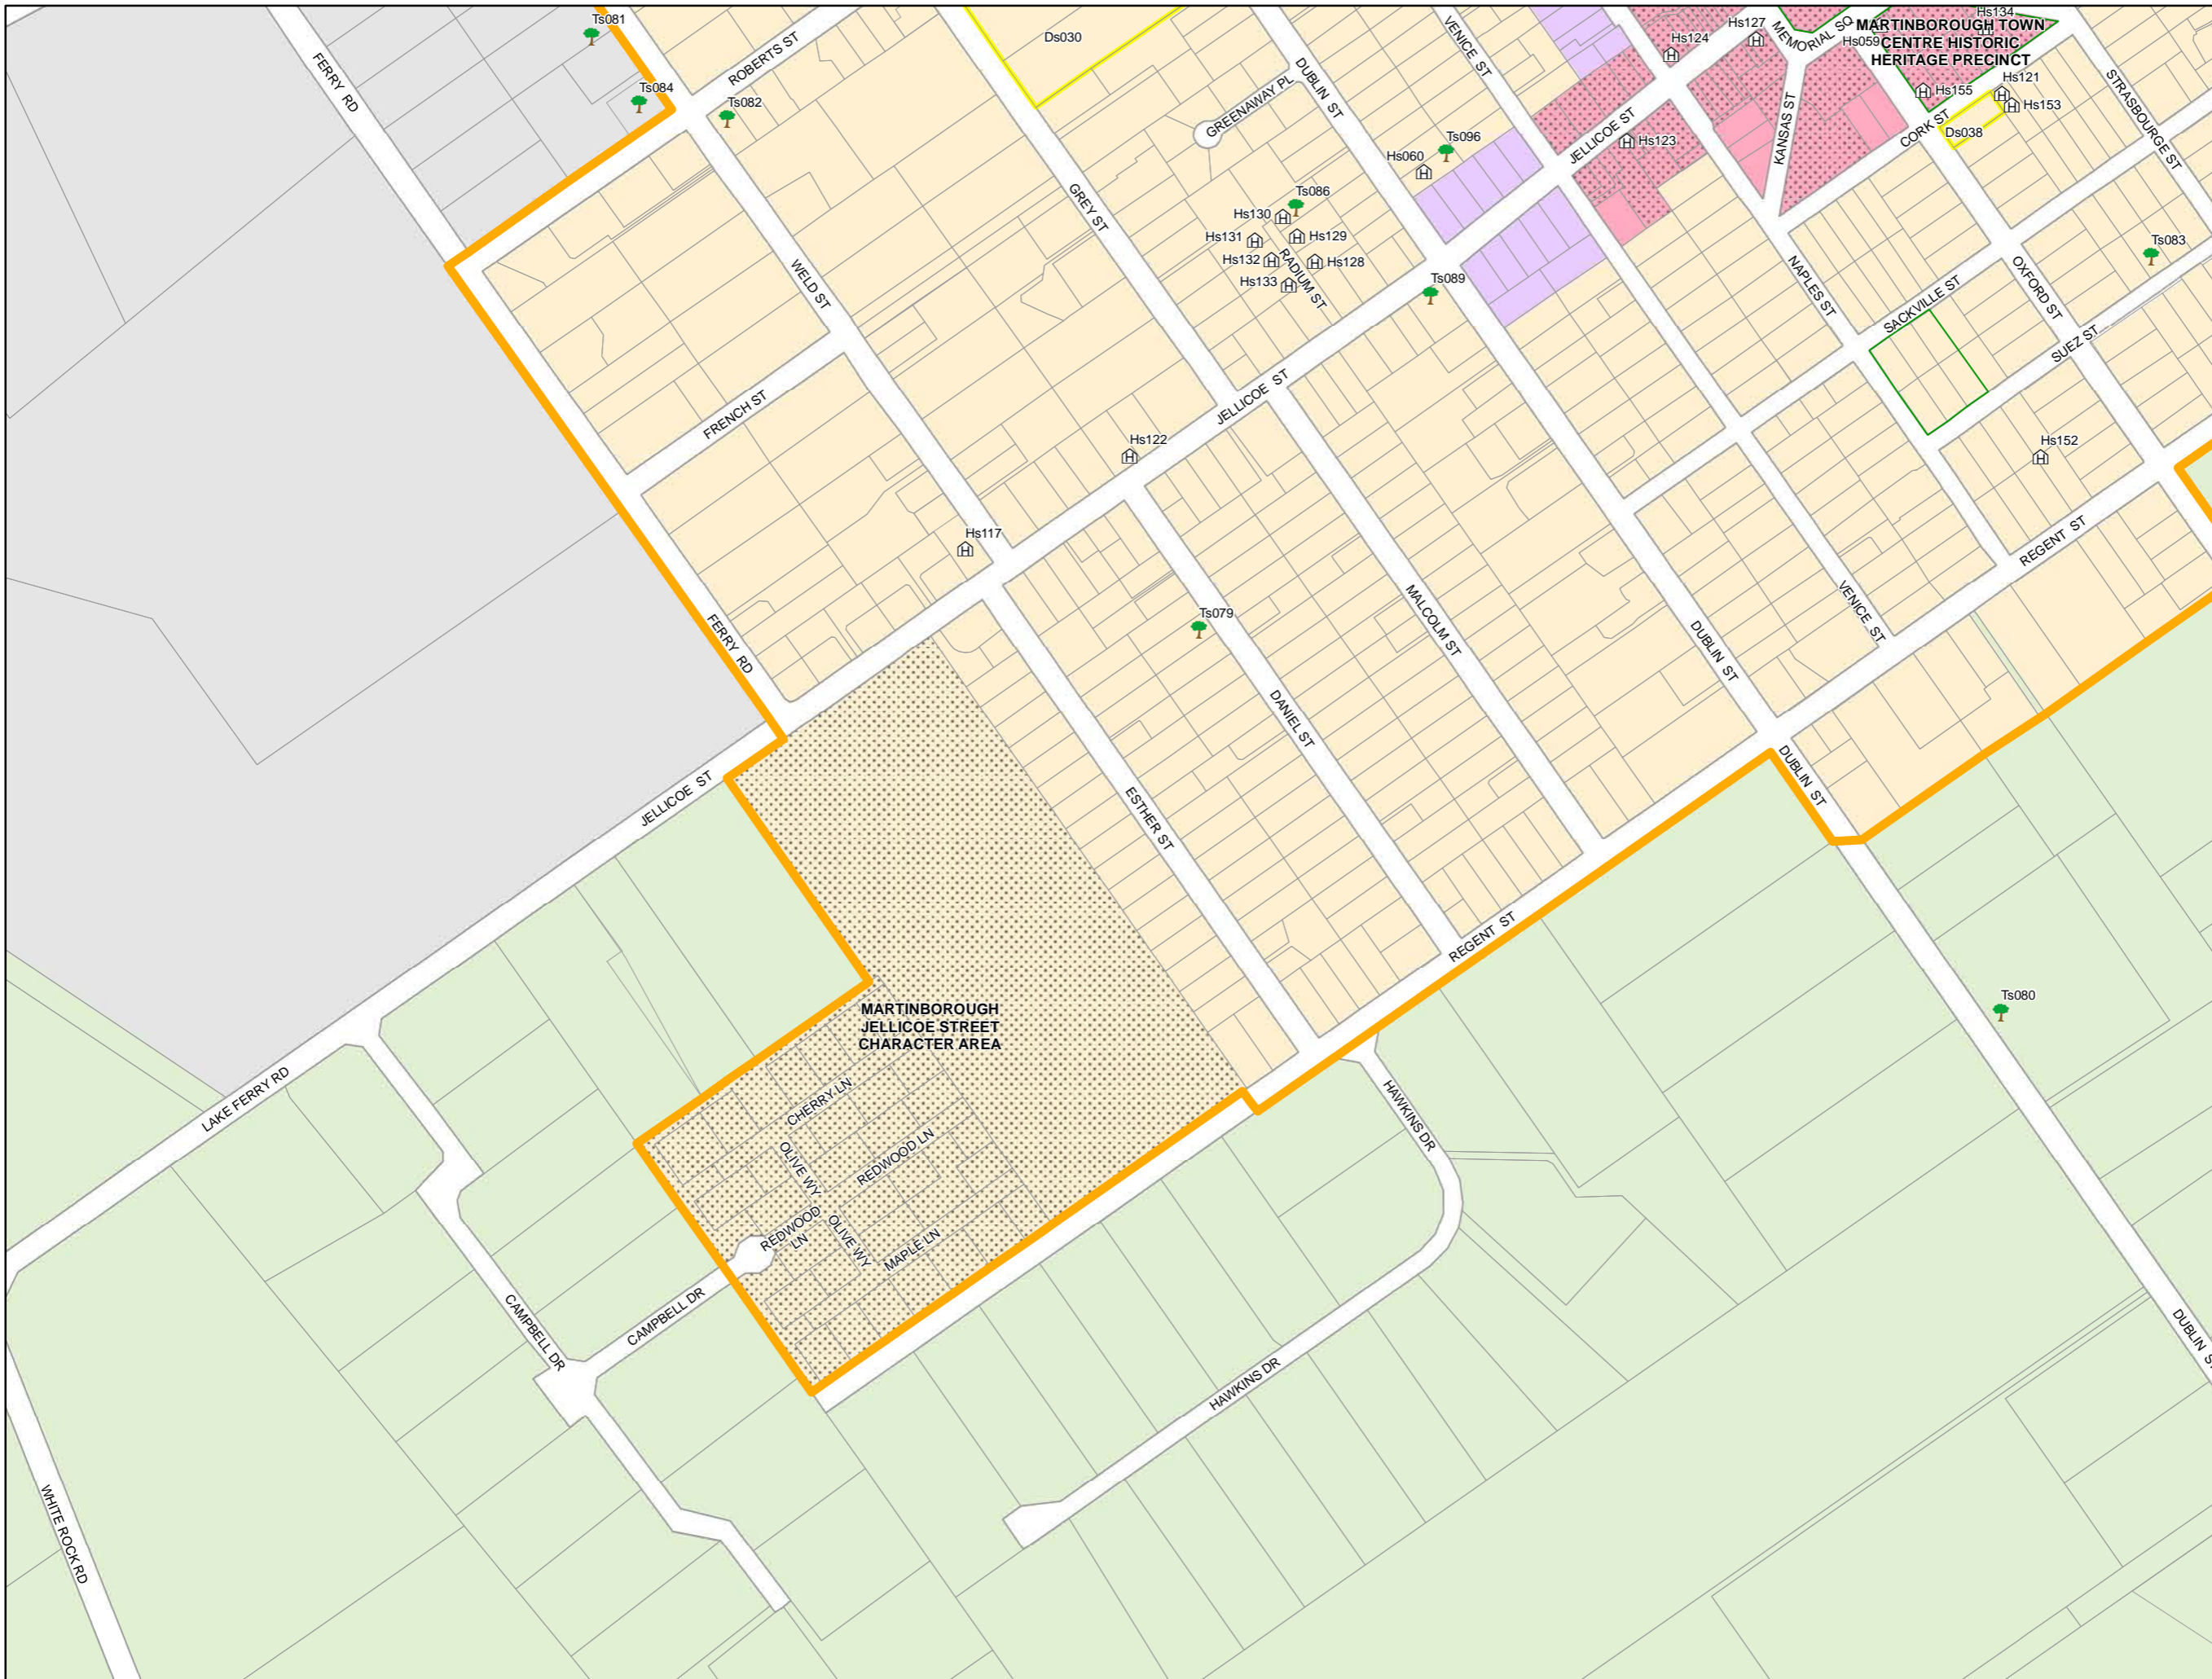 Ts081
Hs134
Hs127
MEMORIAL SQ
MARTINBOROUGH TOWN
CENTRE HISTORIC
HERITAGE PRECINCT
Hs059
Hs124
Ds030
VENICE ST
ROBERTS ST
FERRY RD
Ts084
Ts082
DUBLIN ST
GREENAWAY PL
Hs121
Hs155
Hs153
STRASBOURGE ST
Ds038
CORK ST
KANSAS ST
JELLICOE ST
Hs123
Ts096
Hs060
Ts086
GREY ST
Hs130
Hs131
Hs129
Hs132
Hs128
Hs133
RADIUM ST
Ts089
Ts083
WELD ST
NAPLES ST
OXFORD ST
SACKVILLE ST
SUEZ ST
FRENCH ST
JELLICOE ST
Hs122
Hs152
Hs117
REGENT ST
FERRY RD
Ts079
MALCOLM ST
VENICE ST
DUBLIN ST
DANIEL ST
JELLICOE ST
ESTHER ST
DUBLIN ST
REGENT ST
MARTINBOROUGH
JELLICOE STREET
CHARACTER AREA
Ts080
LAKE FERRY RD
CHERRY LN
HAWKINS DR
OLIVE WY
REDWOOD LN
REDWOOD
LN
OLIVE WY
MAPLE LN
CAMPBELL DR
CAMPBELL DR
HAWKINS DR
DUBLIN ST
WHITE ROCK RD